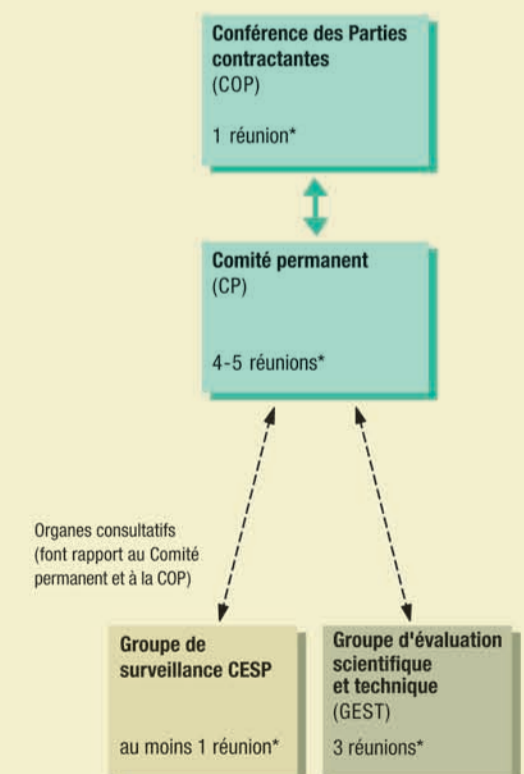 Conférence des Parties
contractantes
(COP)
1 réunion*
Comité permanent
(CP)
4-5 réunions*
Organes consultatifs
(font rapport au Comité
permanent et à la COP)
Groupe de
surveillance CESP
au moins 1 réunion*
Groupe d'évaluation
scientifique
et technique
(GEST)
3 réunions*